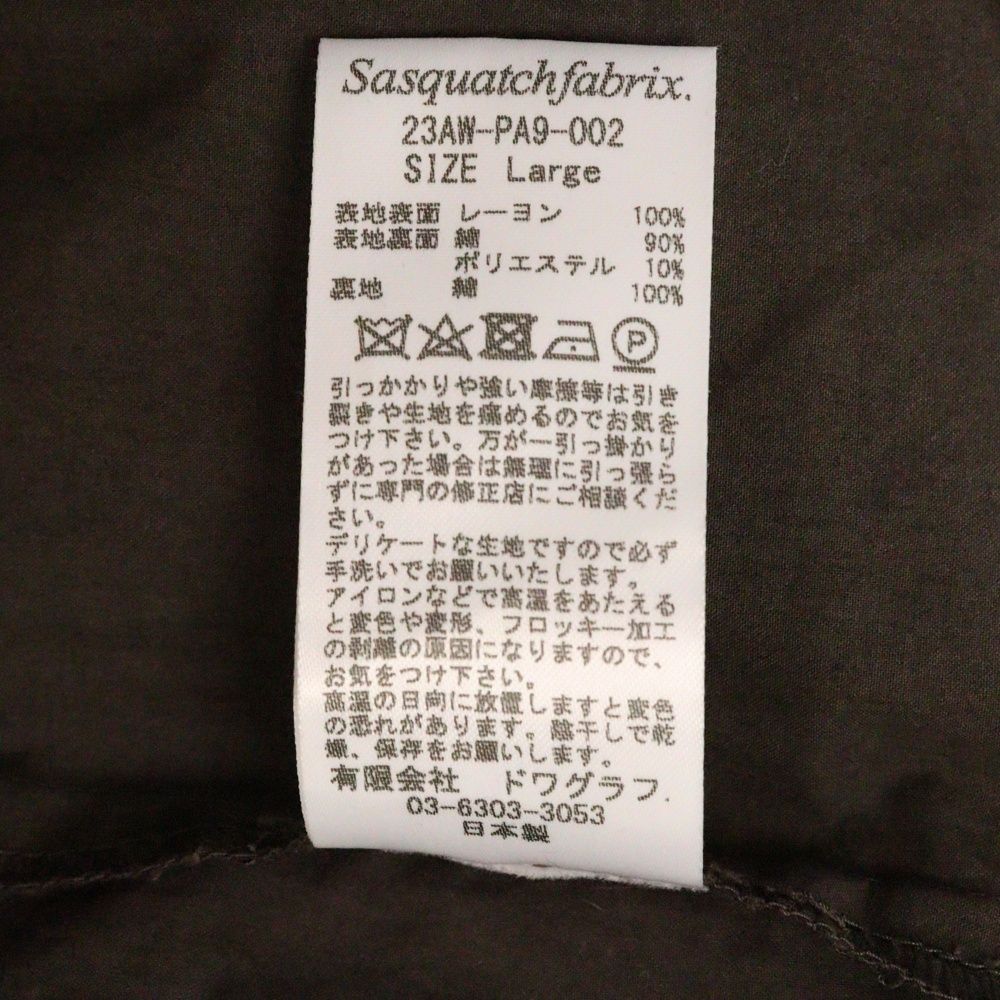 Sasquatchfabrix.
23AW-PA9-002
SIZE Large
表地表面 レーヨン 100%
表地裏面 綿 90%
ポリエステル 10%
裏地 綿 100%
P
引っかかりや強い摩擦等は引き
裂きや生地を痛めるのでお気を
つけ下さい。万が一引っ掛かり
があった場合は無理に引っ張ら
ずに専門の修正店にご相談くだ
さい。
デリケートな生地ですので必ず
手洗いでお願いいたします。
アイロンなどで高温をあたえる
と変色や変形、フロッキー加工
の剥離の原因になりますので、
お気をつけ下さい。
高温の日向に放置しますと変色
の恐れがあります。陰干しで乾
燥、保存をお願いします。
有限会社 ドワグラフ.
03-6303-3053
日本製